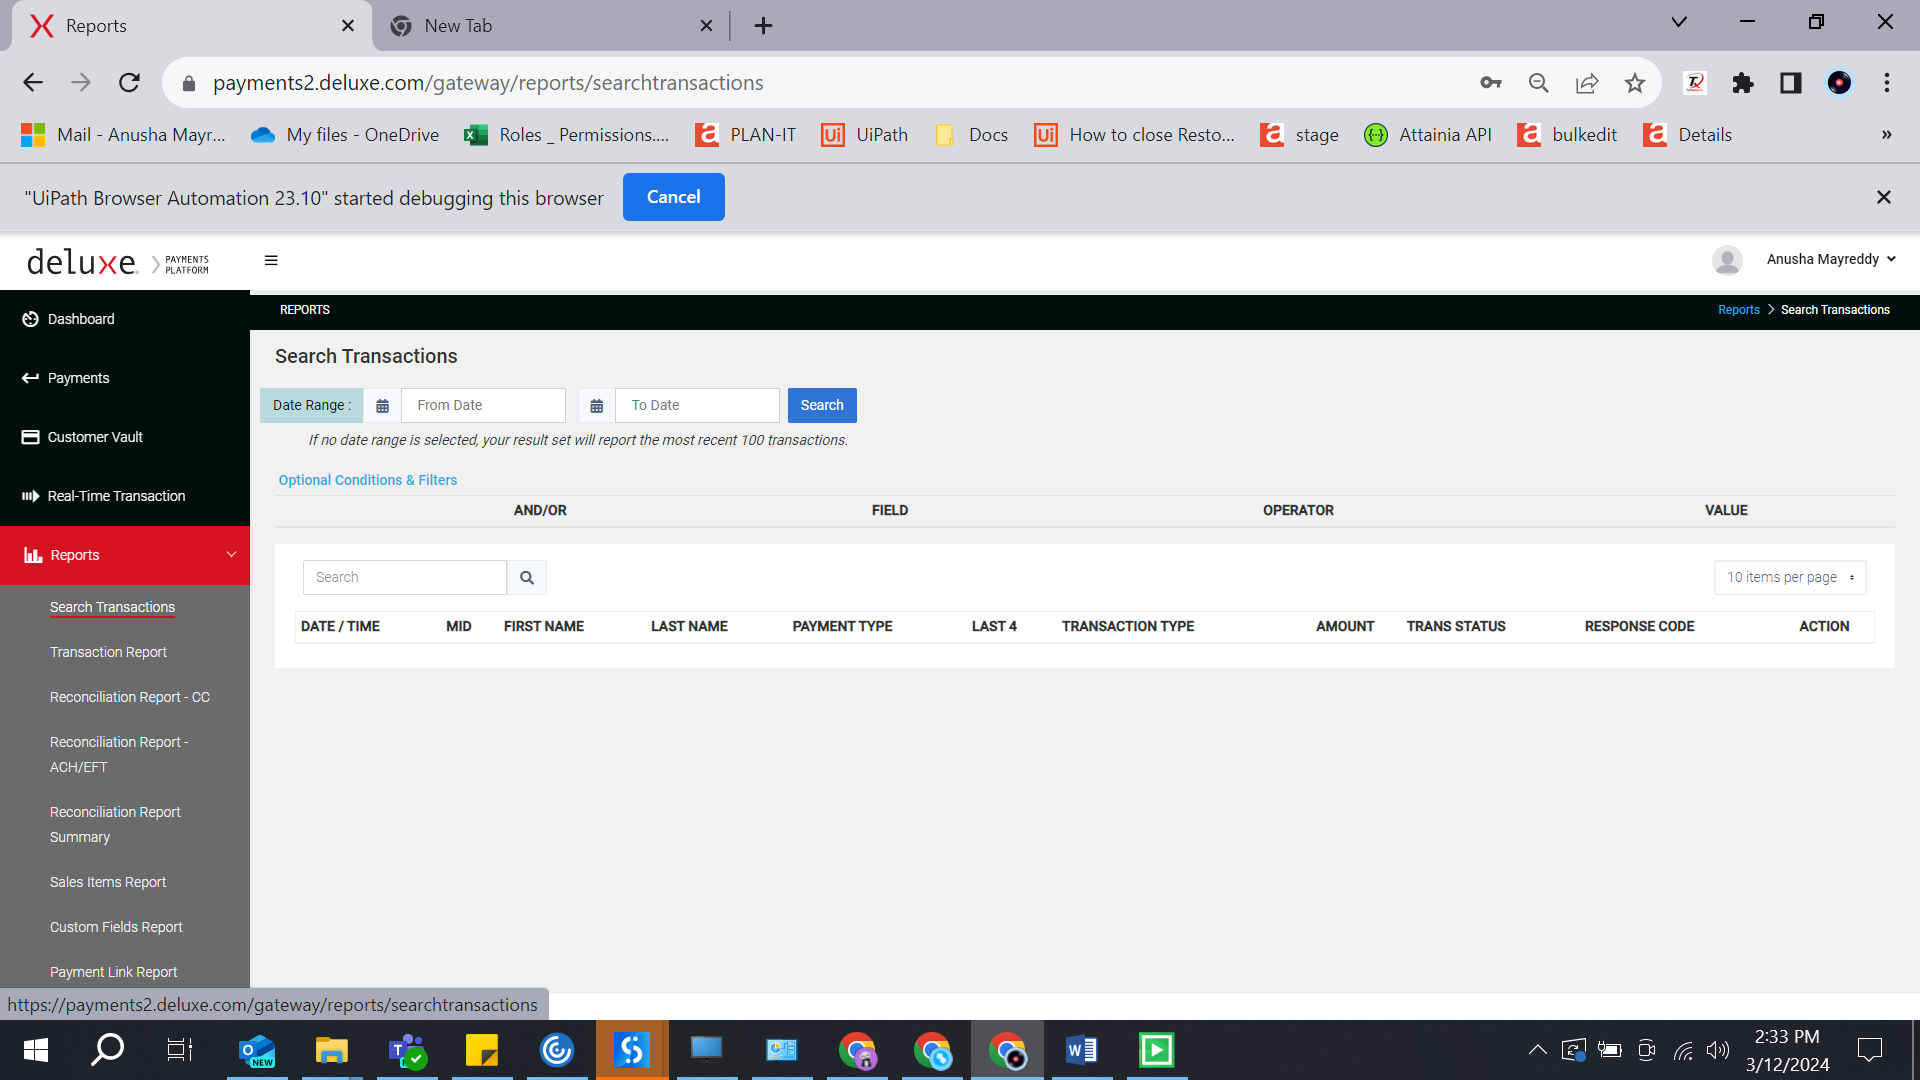 Reports
New Tab
payments2.deluxe.com/gateway/reports/searchtransactions
Mail - Anusha Mayr...
My files - OneDrive
Roles _ Permissions....
PLAN-IT
UiPath
Docs
How to close Resto...
stage
Attainia API
bulkedit
Details
»
"UiPath Browser Automation 23.10" started debugging this browser
Cancel
deluxe. PAYMENTS PLATFORM
Anusha Mayreddy
Dashboard
Payments
Customer Vault
Real-Time Transaction
Reports
Search Transactions
Transaction Report
Reconciliation Report - CC
Reconciliation Report -
ACH/EFT
Reconciliation Report
Summary
Sales Items Report
Custom Fields Report
Payment Link Report
REPORTS
Reports > Search Transactions
Search Transactions
Date Range :
From Date
To Date
Search
If no date range is selected, your result set will report the most recent 100 transactions.
Optional Conditions & Filters
AND/OR FIELD OPERATOR VALUE
Search
10 items per page
DATE / TIME MID FIRST NAME LAST NAME PAYMENT TYPE LAST 4 TRANSACTION TYPE AMOUNT TRANS STATUS RESPONSE CODE ACTION
https://payments2.deluxe.com/gateway/reports/searchtransactions
NEW
2:33 PM
3/12/2024